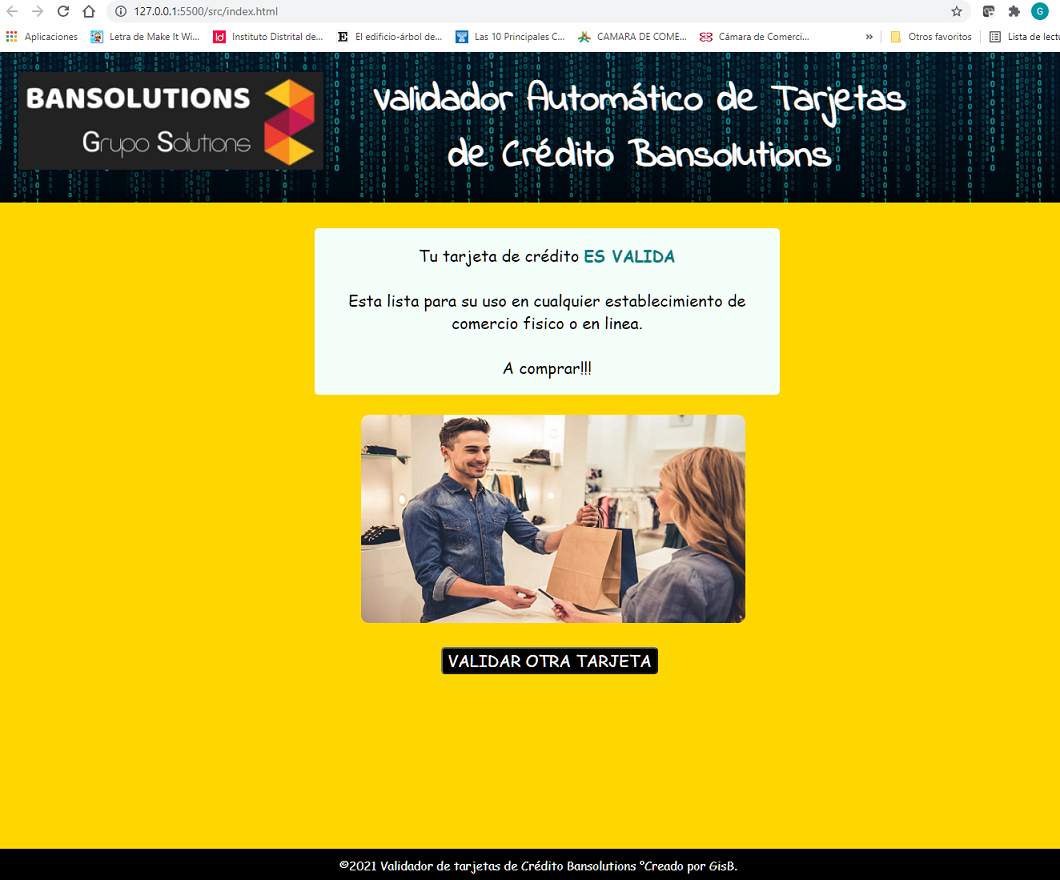 127.0.0.1:5500/src/index.html
G
Aplicaciones
Letra de Make It Wi...
Instituto Distrital de...
El edificio-árbol de...
Las 10 Principales C...
CAMARA DE COME...
Cámara de Comerci...
»
Otros favoritos
Lista de lectu
BANSOLUTIONS
Grupo Solutions
Validador Automático de Tarjetas
de Crédito Bansolutions
Tu tarjeta de crédito ES VALIDA
Esta lista para su uso en cualquier establecimiento de
comercio fisico o en linea.
A comprar!!!
VALIDAR OTRA TARJETA
©2021 Validador de tarjetas de Crédito Bansolutions °Creado por GisB.